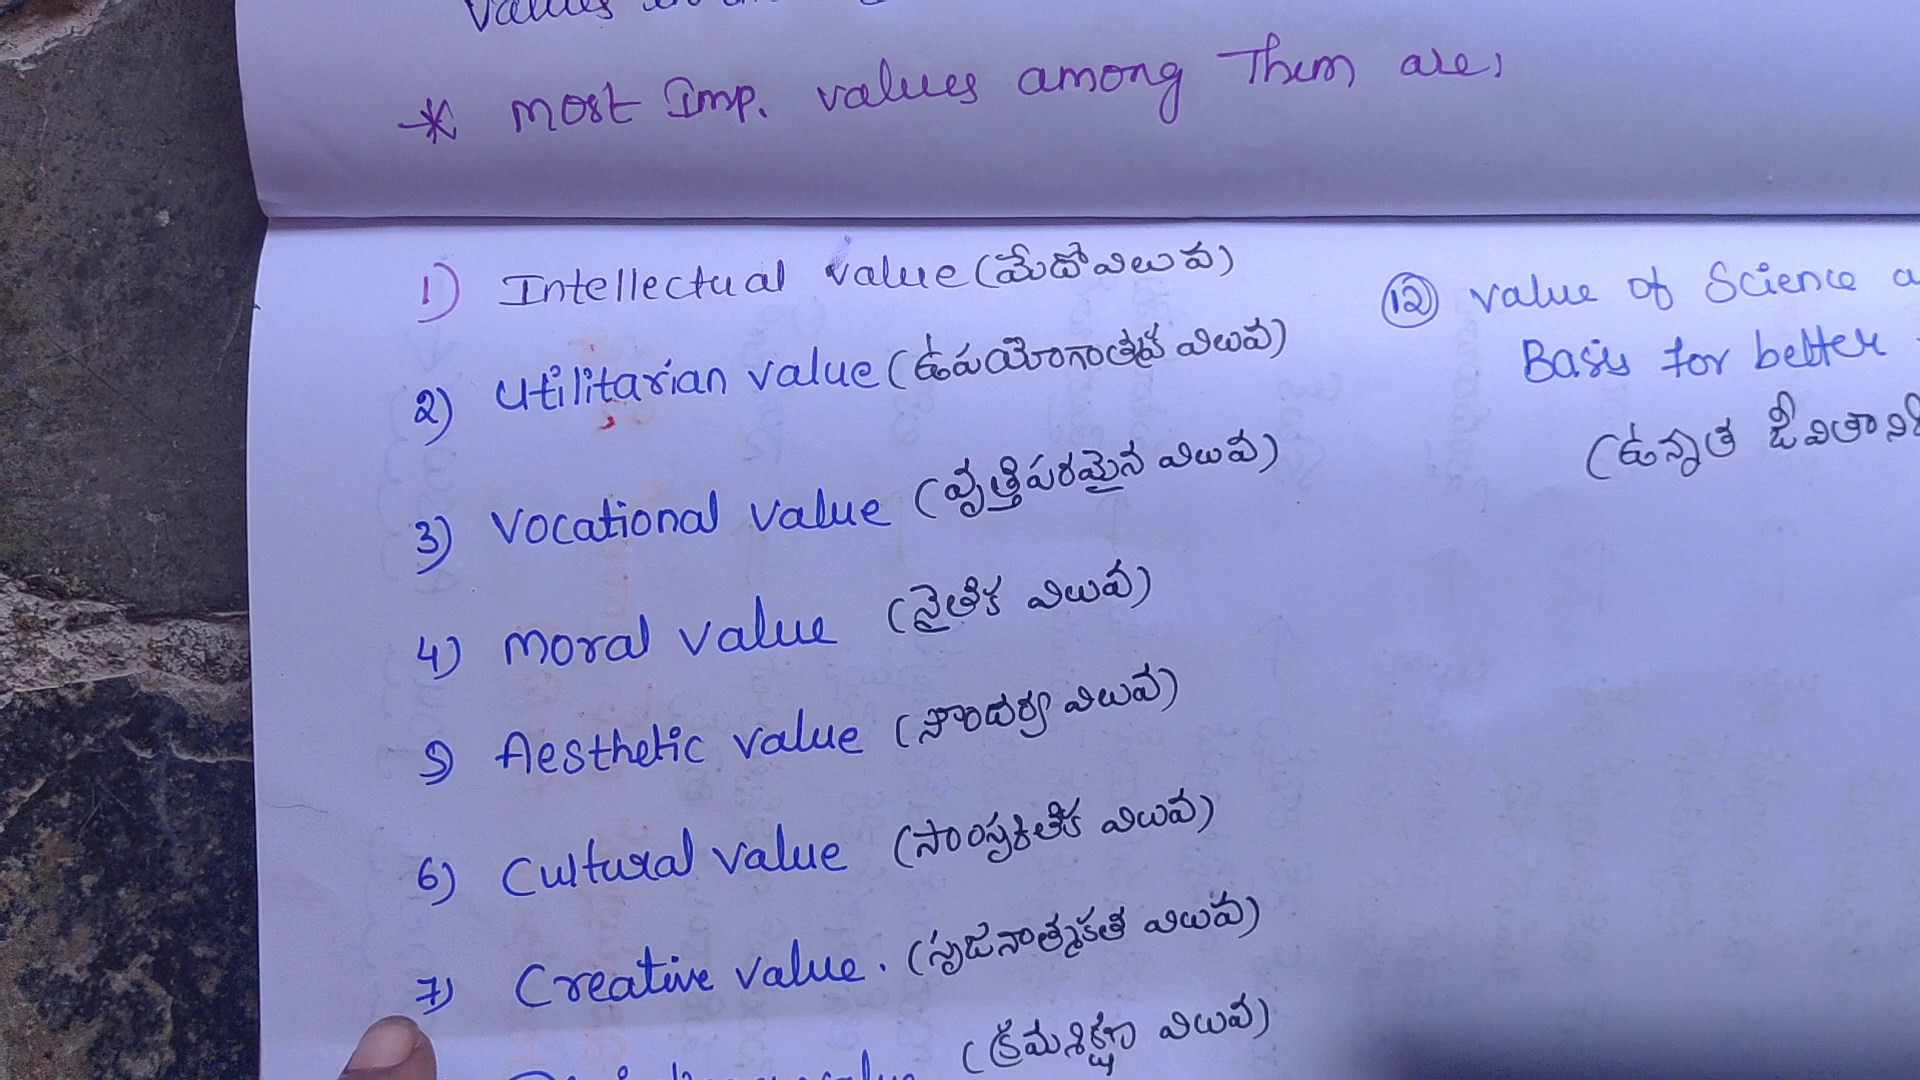 values
* most Imp. values among Them are,
1) Intellectual value (మేదోవిలువ)
2) Utilitarian value (ఉపయోగాత్మక విలువ)
3) Vocational value (వృత్తిపరమైన విలువ)
4) moral value (నైతిక విలువ)
5) Aesthetic value (సౌందర్య విలువ)
6) Cultural value (సాంస్కృతిక విలువ)
7) Creative value. (సృజనాత్మకత విలువ)
(క్రమశిక్షణా విలువ)
12 value of Science
Basis for better
(ఉన్నత